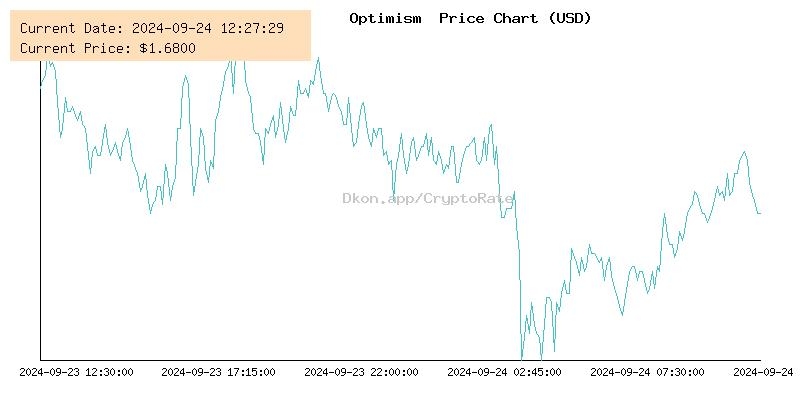 Optimism  Price Chart (USD)
Current Date: 2024-09-24 12:27:29
Current Price: $1.6800
Dkon.app/CryptoRate
2024-09-23 12:30:00 2024-09-23 17:15:00 2024-09-23 22:00:00 2024-09-24 02:45:00 2024-09-24 07:30:00 2024-09-24